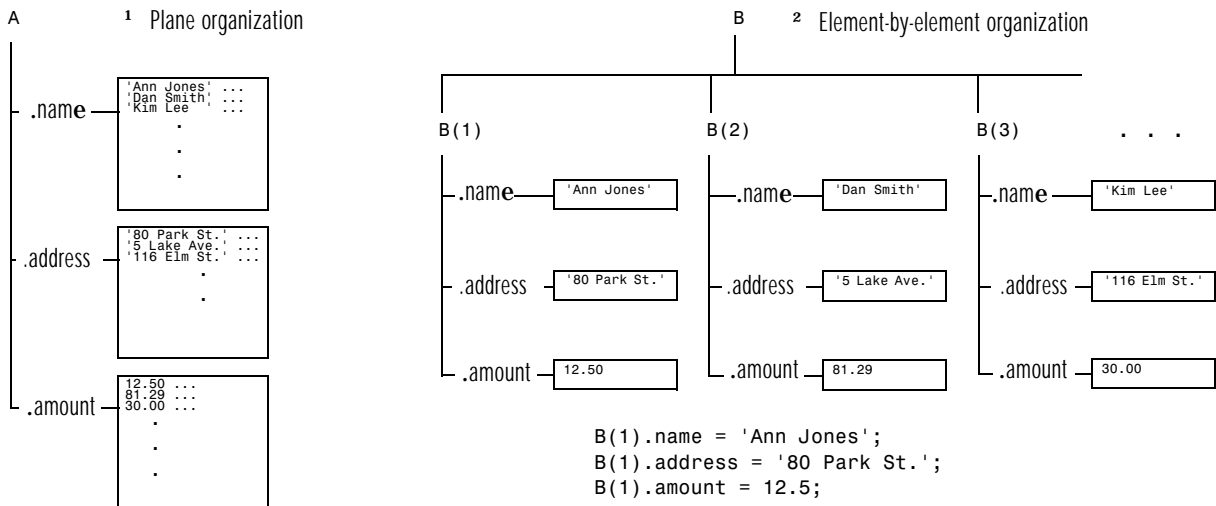 A
1 Plane organization
.name
'Ann Jones' ...
'Dan Smith' ...
'Kim Lee  ' ...
.
.
.
.address
'80 Park St.' ...
'5 Lake Ave.' ...
'116 Elm St.' ...
.
.
.amount
12.50 ...
81.29 ...
30.00 ...
.
.
.
B
2 Element-by-element organization
B(1)
B(2)
B(3)
. . .
.name
'Ann Jones'
.name
'Dan Smith'
.name
'Kim Lee'
.address
'80 Park St.'
.address
'5 Lake Ave.'
.address
'116 Elm St.'
.amount
12.50
.amount
81.29
.amount
30.00
B(1).name = 'Ann Jones';
B(1).address = '80 Park St.';
B(1).amount = 12.5;